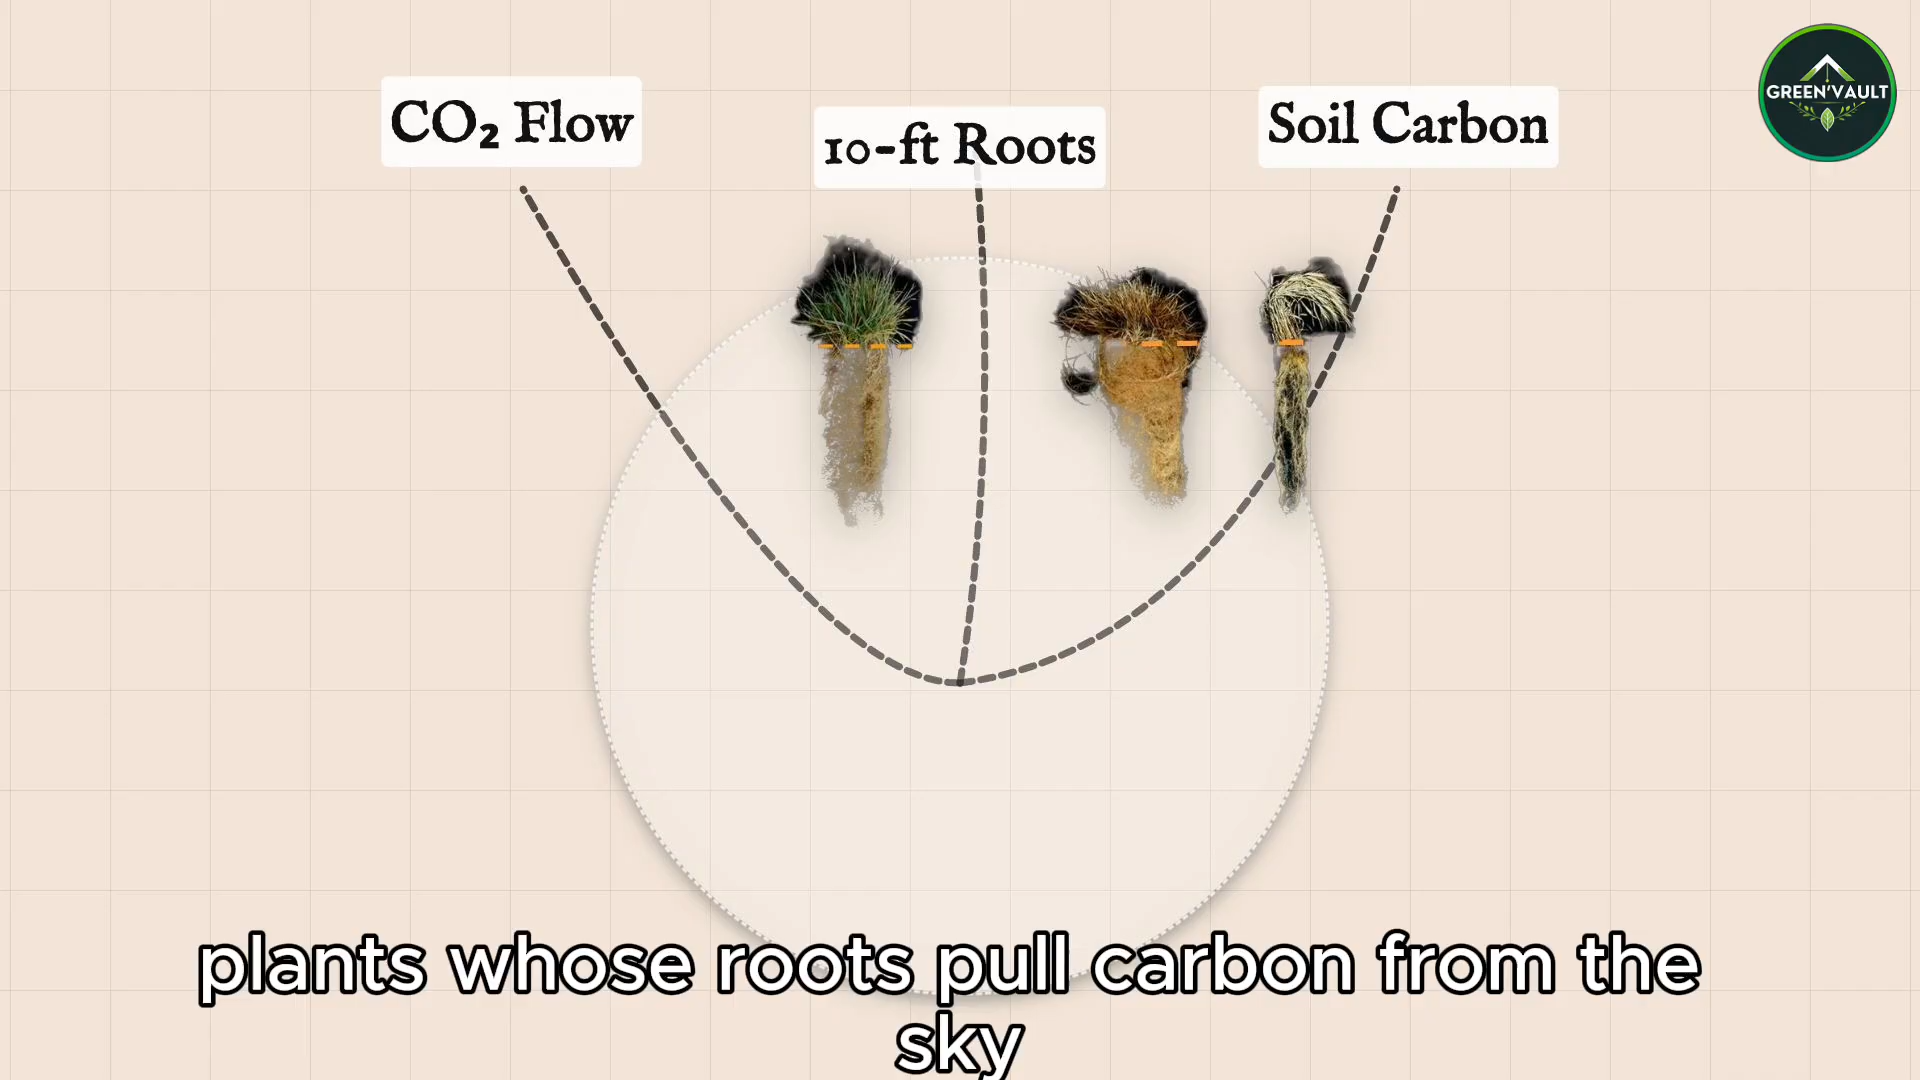 CO₂ Flow
10-ft Roots
Soil Carbon
GREEN'VAULT
plants whose roots pull carbon from the
sky